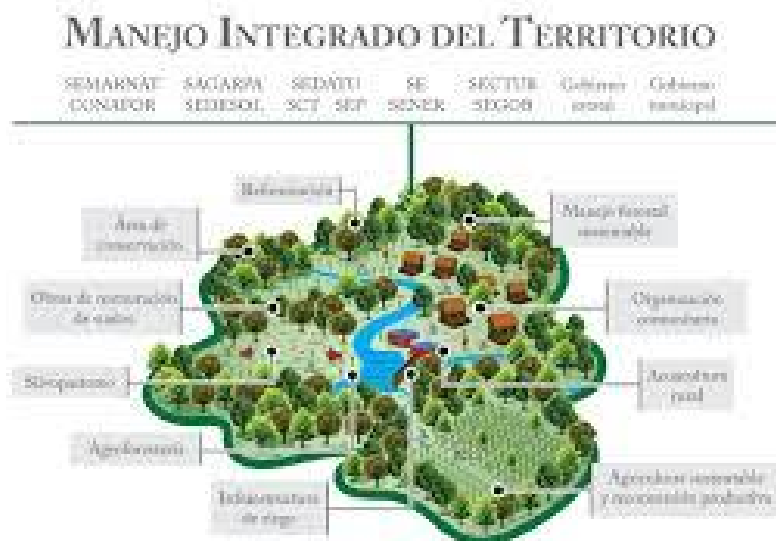 MANEJO INTEGRADO DEL TERRITORIO
SEMARNAT SAGARPA SEDATU SE SECTUR Gobierno Gobierno
CONAFOR SEDESOL SCT SEP SENER SEGOB estatal municipal
Reforestación
Área de
conservación
Manejo forestal
sustentable
Obras de restauración
de suelos
Organización
comunitaria
Silvopastoreo
Acuacultura
rural
Agroforestería
Infraestructura
de riego
Agricultura sustentable
y reconversión productiva